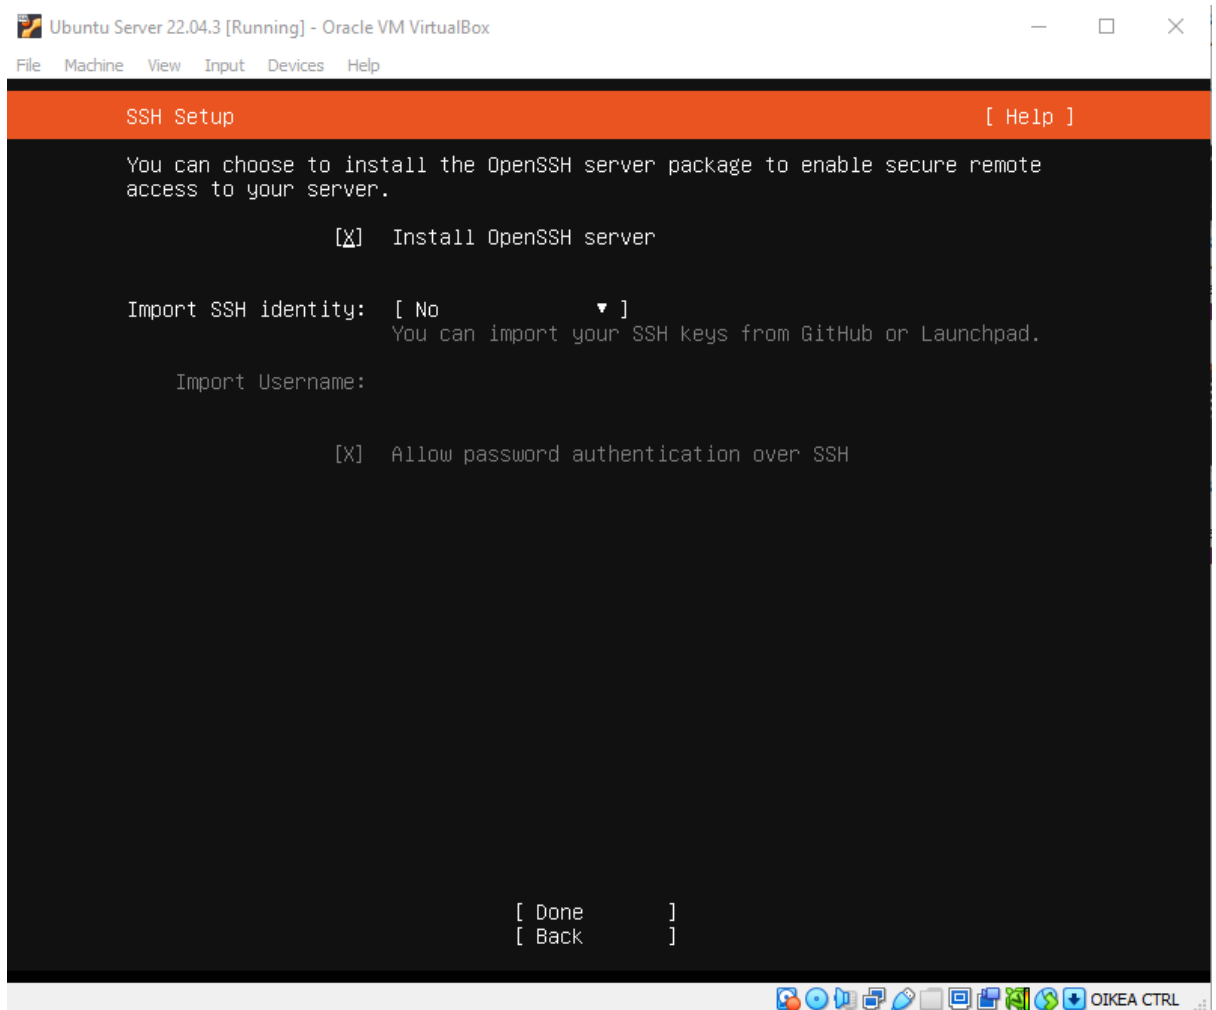 Ubuntu Server 22.04.3 [Running] - Oracle VM VirtualBox
File Machine View Input Devices Help
SSH Setup [ Help ]
You can choose to install the OpenSSH server package to enable secure remote
access to your server.
[X] Install OpenSSH server
Import SSH identity: [ No ▾ ]
You can import your SSH keys from GitHub or Launchpad.
Import Username:
[X] Allow password authentication over SSH
[ Done ]
[ Back ]
ΔΕΞΙΑ CTRL